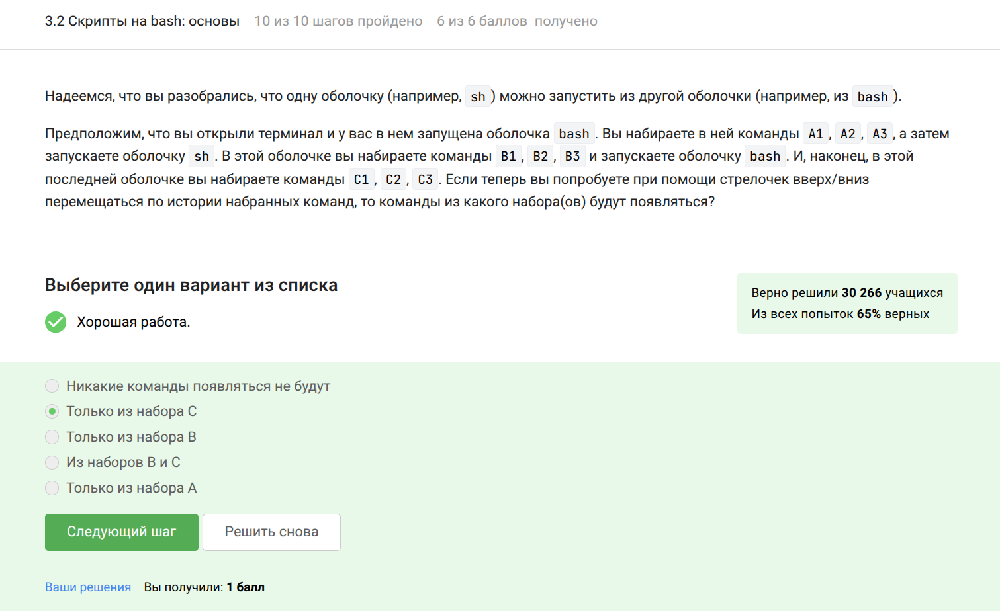 3.2 Скрипты на bash: основы 10 из 10 шагов пройдено 6 из 6 баллов получено
Надеемся, что вы разобрались, что одну оболочку (например, sh) можно запустить из другой оболочки (например, из bash).
Предположим, что вы открыли терминал и у вас в нем запущена оболочка bash. Вы набираете в ней команды A1, A2, A3, а затем
запускаете оболочку sh. В этой оболочке вы набираете команды B1, B2, B3 и запускаете оболочку bash. И, наконец, в этой
последней оболочке вы набираете команды C1, C2, C3. Если теперь вы попробуете при помощи стрелочек вверх/вниз
перемещаться по истории набранных команд, то команды из какого набора(ов) будут появляться?
Выберите один вариант из списка
Хорошая работа.
Верно решили 30 266 учащихся
Из всех попыток 65% верных
Никакие команды появляться не будут
Только из набора C
Только из набора B
Из наборов B и C
Только из набора A
Следующий шаг Решить снова
Ваши решения Вы получили: 1 балл